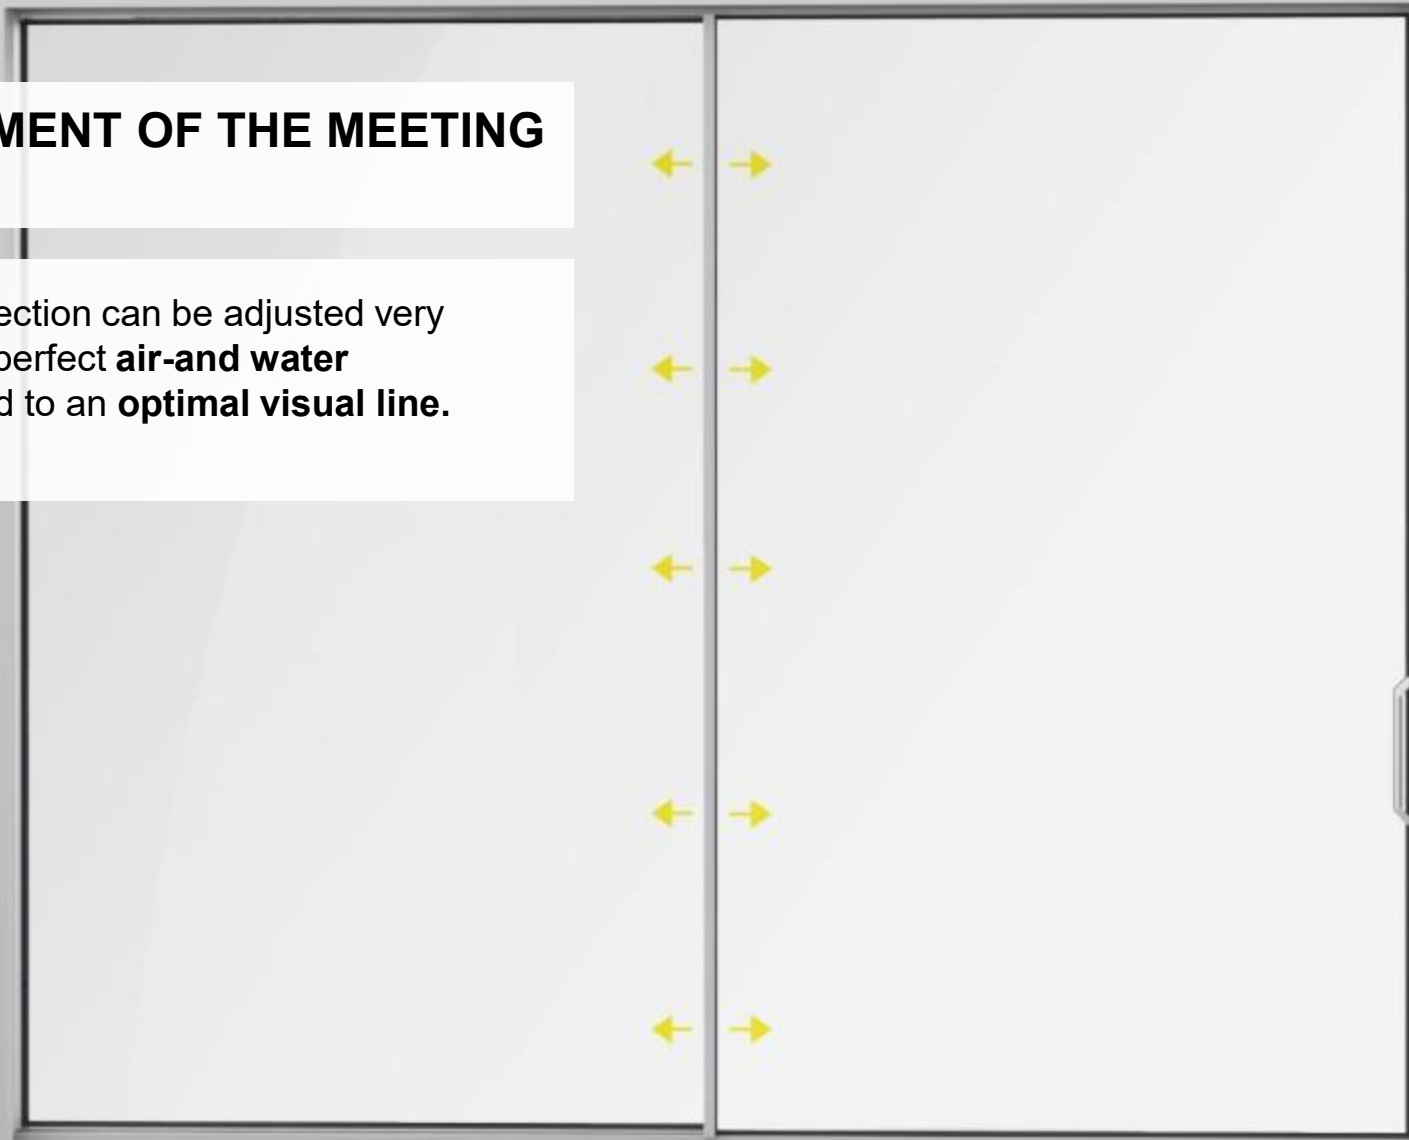 MENT OF THE MEETING
ection can be adjusted very
perfect air-and water
d to an optimal visual line.